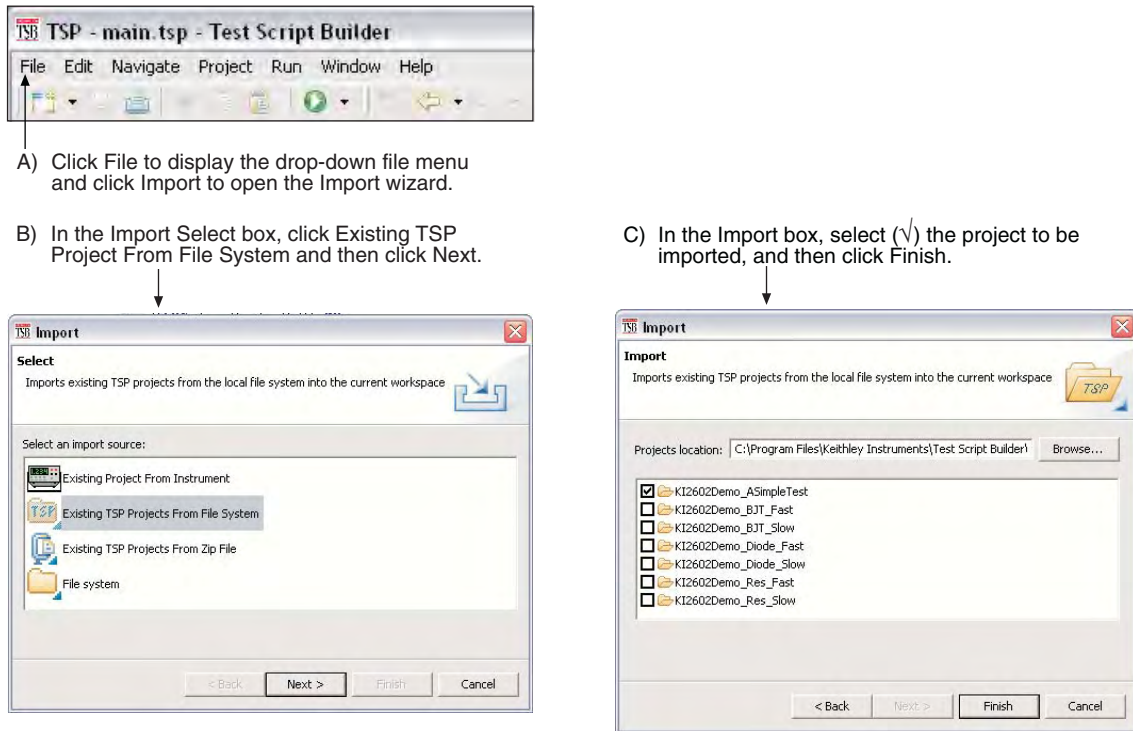 TSB TSP - main.tsp - Test Script Builder
File Edit Navigate Project Run Window Help
A) Click File to display the drop-down file menu
and click Import to open the Import wizard.
B) In the Import Select box, click Existing TSP
Project From File System and then click Next.
TSB Import
Select
Imports existing TSP projects from the local file system into the current workspace
Select an import source:
Existing Project From Instrument
TSP Existing TSP Projects From File System
Existing TSP Projects From Zip File
File system
< Back Next > Finish Cancel
C) In the Import box, select (√) the project to be
imported, and then click Finish.
TSB Import
Import
Imports existing TSP projects from the local file system into the current workspace
TSP
Projects location: C:\Program Files\Keithley Instruments\Test Script Builder\ Browse...
KI2602Demo_ASimpleTest
KI2602Demo_BJT_Fast
KI2602Demo_BJT_Slow
KI2602Demo_Diode_Fast
KI2602Demo_Diode_Slow
KI2602Demo_Res_Fast
KI2602Demo_Res_Slow
< Back Next > Finish Cancel